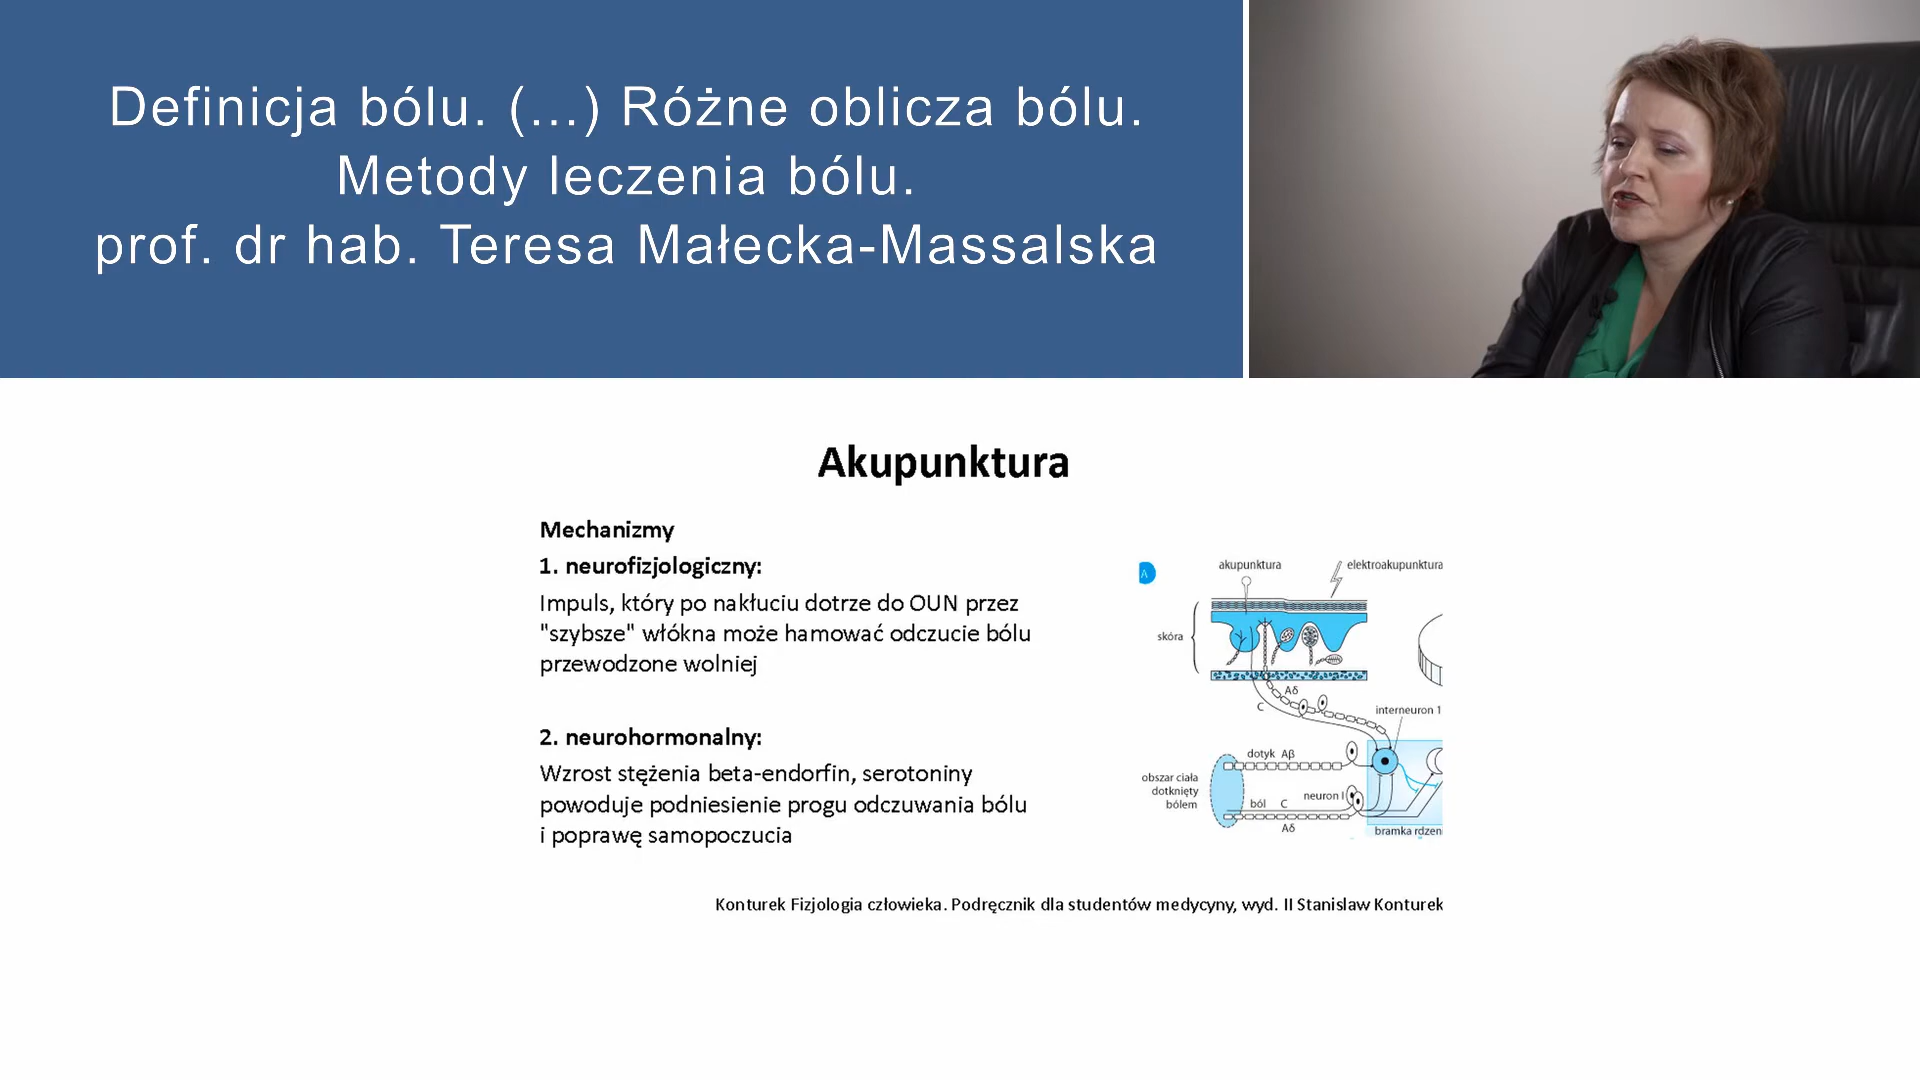 Definicja bólu. (...) Różne oblicza bólu.
Metody leczenia bólu.
prof. dr hab. Teresa Małecka-Massalska
Akupunktura
Mechanizmy
1. neurofizjologiczny:
Impuls, który po nakłuciu dotrze do OUN przez
"szybsze" włókna może hamować odczucie bólu
przewodzone wolniej
2. neurohormonalny:
Wzrost stężenia beta-endorfin, serotoniny
powoduje podniesienie progu odczuwania bólu
i poprawę samopoczucia
A
akupunktura
elektroakupunktura
skóra
Aδ
C
interneuron 1
dotyk Aβ
obszar ciała
dotknięty
bólem
neuron I
ból C
Aδ
bramka rdzen
Konturek Fizjologia człowieka. Podręcznik dla studentów medycyny, wyd. II Stanislaw Konturek